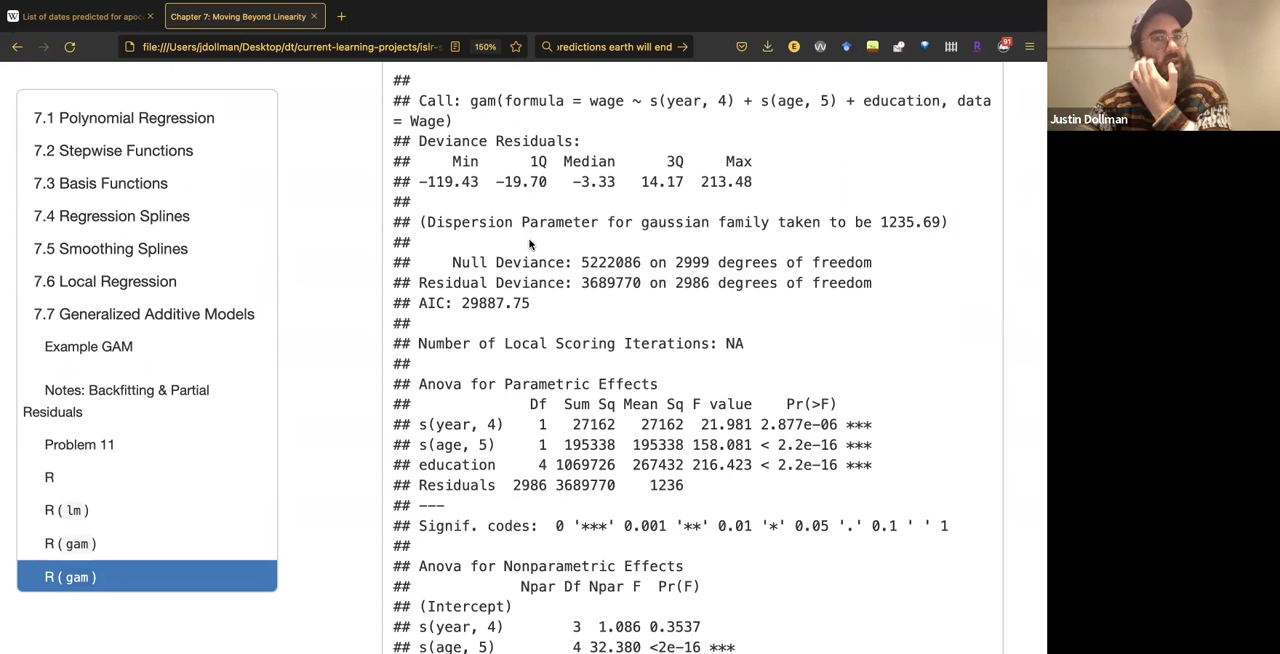 List of dates predicted for apoc
Chapter 7: Moving Beyond Linearity
file:///Users/jdollman/Desktop/dt/current-learning-projects/islr-
150%
redictions earth will end
91
7.1 Polynomial Regression
7.2 Stepwise Functions
7.3 Basis Functions
7.4 Regression Splines
7.5 Smoothing Splines
7.6 Local Regression
7.7 Generalized Additive Models
Example GAM
Notes: Backfitting & Partial
Residuals
Problem 11
R
R ( lm )
R ( gam )
R ( gam )
##
## Call: gam(formula = wage ~ s(year, 4) + s(age, 5) + education, data
= Wage)
## Deviance Residuals:
## Min 1Q Median 3Q Max
## -119.43 -19.70 -3.33 14.17 213.48
##
## (Dispersion Parameter for gaussian family taken to be 1235.69)
##
## Null Deviance: 5222086 on 2999 degrees of freedom
## Residual Deviance: 3689770 on 2986 degrees of freedom
## AIC: 29887.75
##
## Number of Local Scoring Iterations: NA
##
## Anova for Parametric Effects
## Df Sum Sq Mean Sq F value Pr(>F)
## s(year, 4) 1 27162 27162 21.981 2.877e-06 ***
## s(age, 5) 1 195338 195338 158.081 < 2.2e-16 ***
## education 4 1069726 267432 216.423 < 2.2e-16 ***
## Residuals 2986 3689770 1236
## ---
## Signif. codes: 0 '***' 0.001 '**' 0.01 '*' 0.05 '.' 0.1 ' ' 1
##
## Anova for Nonparametric Effects
## Npar Df Npar F Pr(F)
## (Intercept)
## s(year, 4) 3 1.086 0.3537
## s(age, 5) 4 32.380 <2e-16 ***
Justin Dollman